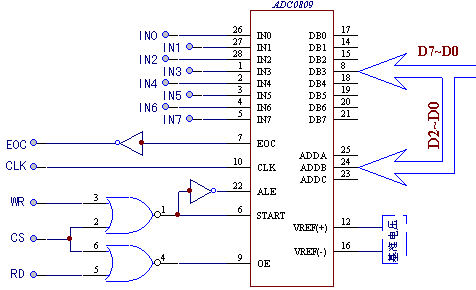 ADC0809
IN0 26 IN0 DB0 17
IN1 27 IN1 DB1 14
IN2 28 IN2 DB2 15
IN3 1 IN3 DB3 8
IN4 2 IN4 DB4 18
IN5 3 IN5 DB5 19
IN6 4 IN6 DB6 20
IN7 5 IN7 DB7 21
D7~D0
D2~D0
EOC 7 EOC
CLK 10 CLK
ADDA 25
ADDB 24
ADDC 23
22 ALE
WR 3 1 6 START
CS 2
6
RD 5 4 9 OE
VREF(+) 12
VREF(-) 16
基准电压